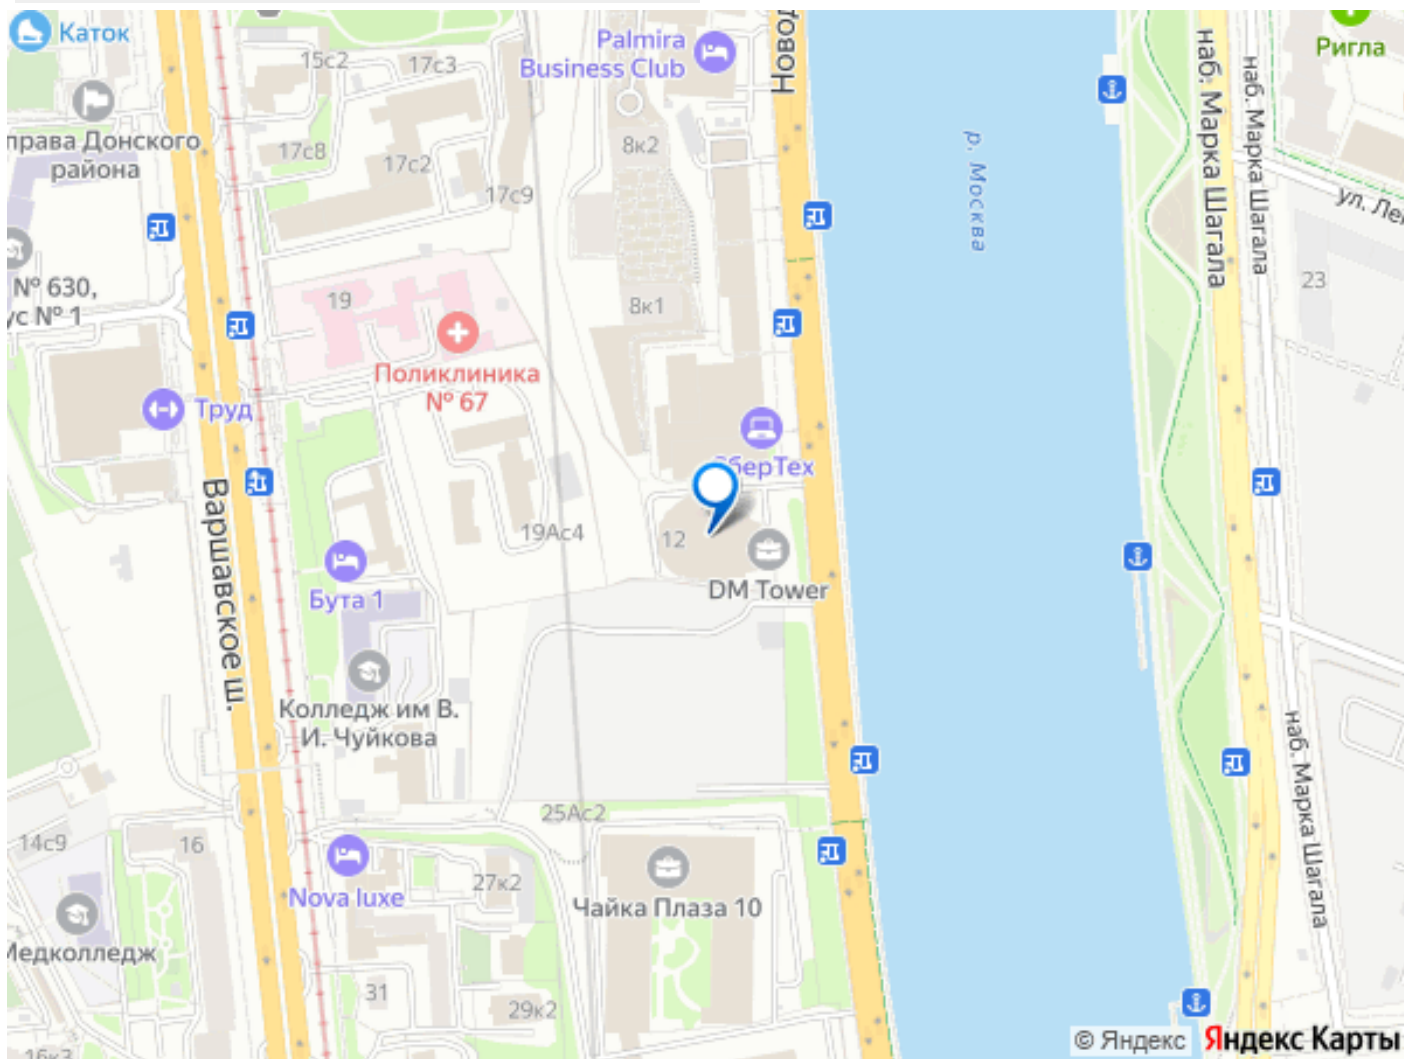 Каток
15с2
17с3
Palmira
Business Club
Новод
Ригла
права Донского
района
17с8
17с2
17с9
8к2
р. Москва
наб. Марка Шагала
наб. Марка Шагала
ул. Ле
№ 630,
ус № 1
19
8к1
23
Поликлиника
№ 67
Труд
СберТех
Варшавское ш.
19Ас4
12
DM Tower
Бута 1
Колледж им В.
И. Чуйкова
наб. Марка Шагала
25Ас2
14с9
16
Nova luxe
27к2
Чайка Плаза 10
Медколледж
31
29к2
16к3
© Яндекс Яндекс Карты